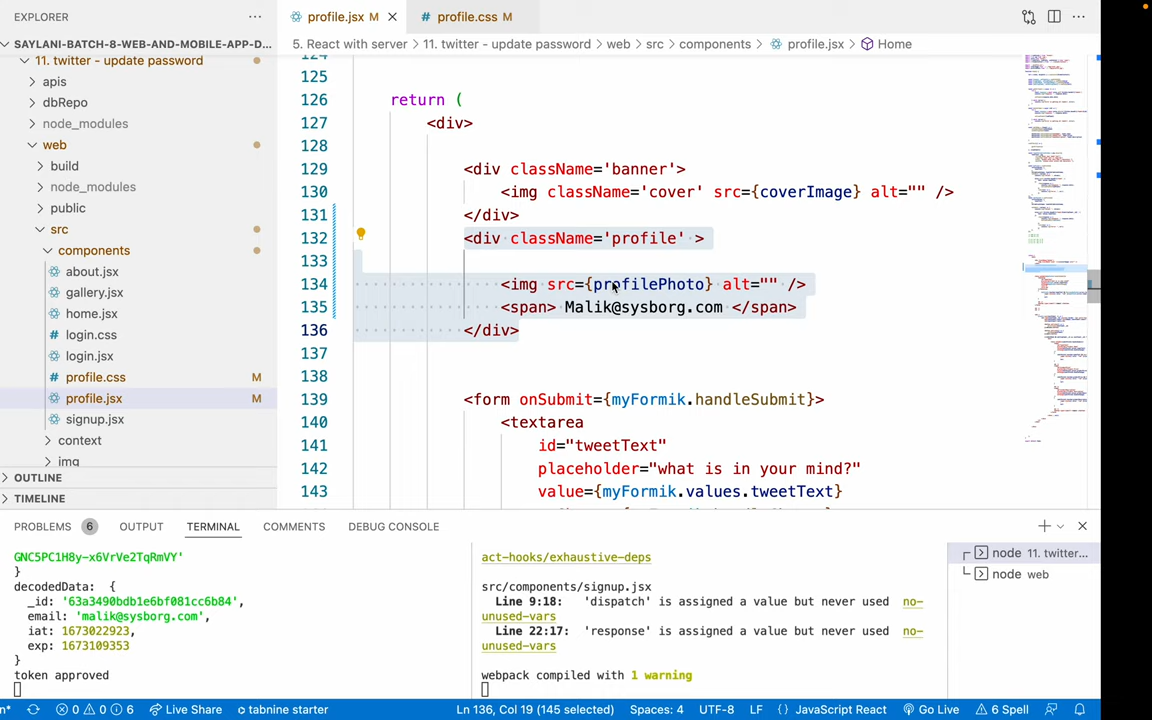 EXPLORER
SAYLANI-BATCH-8-WEB-AND-MOBILE-APP-D...
11. twitter - update password
apis
dbRepo
node_modules
web
build
node_modules
public
src
components
about.jsx
gallery.jsx
home.jsx
login.css
login.jsx
profile.css M
profile.jsx M
signup.jsx
context
img
OUTLINE
TIMELINE
profile.jsx M
profile.css M
5. React with server > 11. twitter - update password > web > src > components > profile.jsx > Home
124
125
126 return (
127 <div>
128
129 <div className='banner'>
130 <img className='cover' src={coverImage} alt="" />
131 </div>
132 <div className='profile' >
133
134 <img src={profilePhoto} alt="" />
135 <span> Malik@sysborg.com </span>
136 </div>
137
138
139 <form onSubmit={myFormik.handleSubmit}>
140 <textarea
141 id="tweetText"
142 placeholder="what is in your mind?"
143 value={myFormik.values.tweetText}
PROBLEMS 6 OUTPUT TERMINAL COMMENTS DEBUG CONSOLE
GNC5PC1H8y-x6VrVe2TqRmVY'
}
decodedData: {
_id: '63a3490bdb1e6bf081cc6b84',
email: 'malik@sysborg.com',
iat: 1673022923,
exp: 1673109353
}
token approved
act-hooks/exhaustive-deps
src/components/signup.jsx
Line 9:18: 'dispatch' is assigned a value but never used no-
unused-vars
Line 22:17: 'response' is assigned a value but never used no-
unused-vars
webpack compiled with 1 warning
node 11. twitter...
node web
n* 0 0 6 Live Share tabnine starter Ln 136, Col 19 (145 selected) Spaces: 4 UTF-8 LF {} JavaScript React Go Live 6 Spell